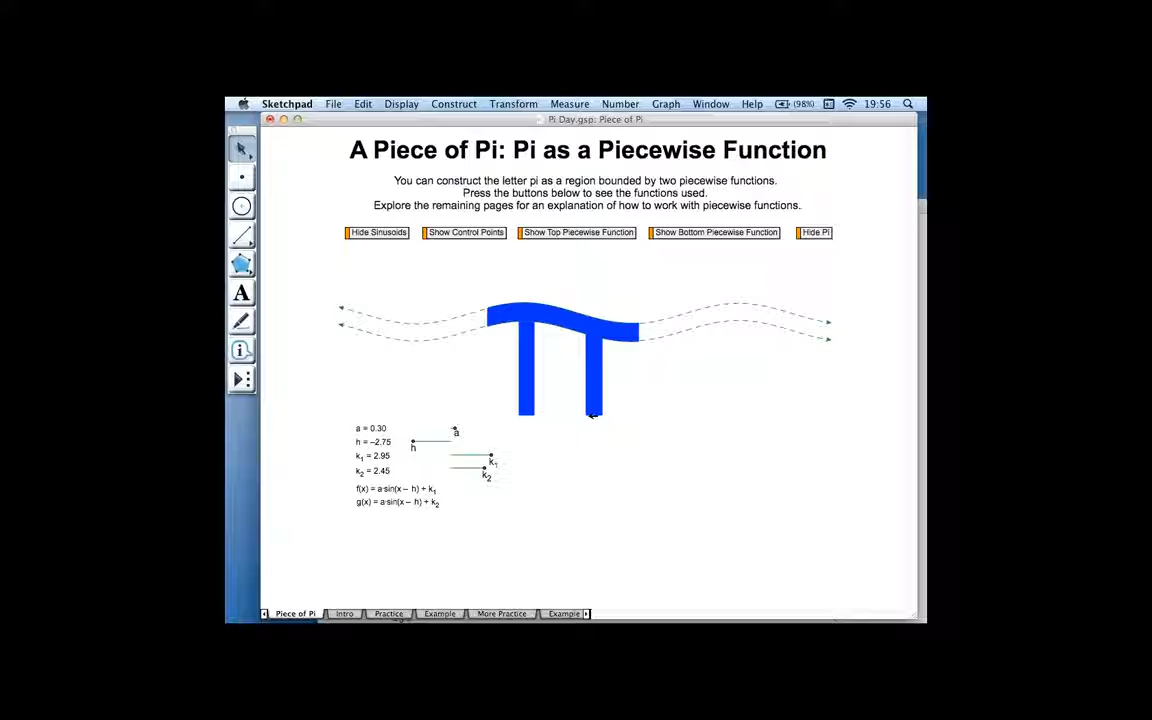 Sketchpad File Edit Display Construct Transform Measure Number Graph Window Help (98%) 19:56
Pi Day.gsp: Piece of Pi
A Piece of Pi: Pi as a Piecewise Function
You can construct the letter pi as a region bounded by two piecewise functions.
Press the buttons below to see the functions used.
Explore the remaining pages for an explanation of how to work with piecewise functions.
Hide Sinusoids Show Control Points Show Top Piecewise Function Show Bottom Piecewise Function Hide Pi
A
a = 0.30
a
h = –2.75
h
k1 = 2.95
k1
k2 = 2.45
k2
f(x) = a·sin(x – h) + k1
g(x) = a·sin(x – h) + k2
Piece of Pi Intro Practice Example More Practice Example